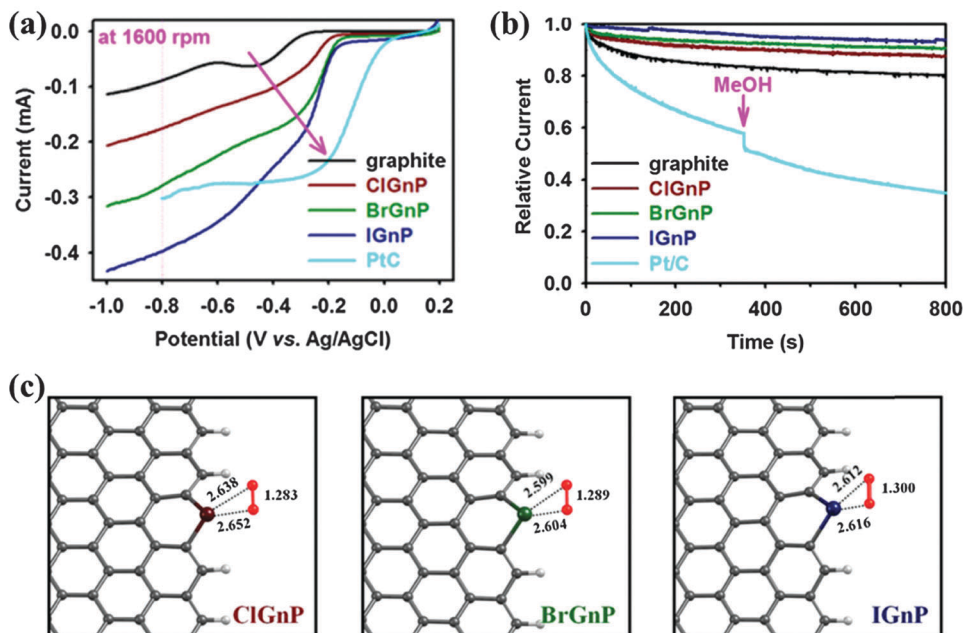 (a)
at 1600 rpm
0.0
-0.1
-0.2
-0.3
-0.4
Current (mA)
graphite
ClGnP
BrGnP
IGnP
PtC
-1.0 -0.8 -0.6 -0.4 -0.2 0.0 0.2
Potential (V vs. Ag/AgCl)
(b)
1.0
0.8
0.6
0.4
0.2
0.0
Relative Current
MeOH
graphite
ClGnP
BrGnP
IGnP
Pt/C
0 200 400 600 800
Time (s)
(c)
2.638
1.283
2.652
ClGnP
2.599
1.289
2.604
BrGnP
2.612
1.300
2.616
IGnP